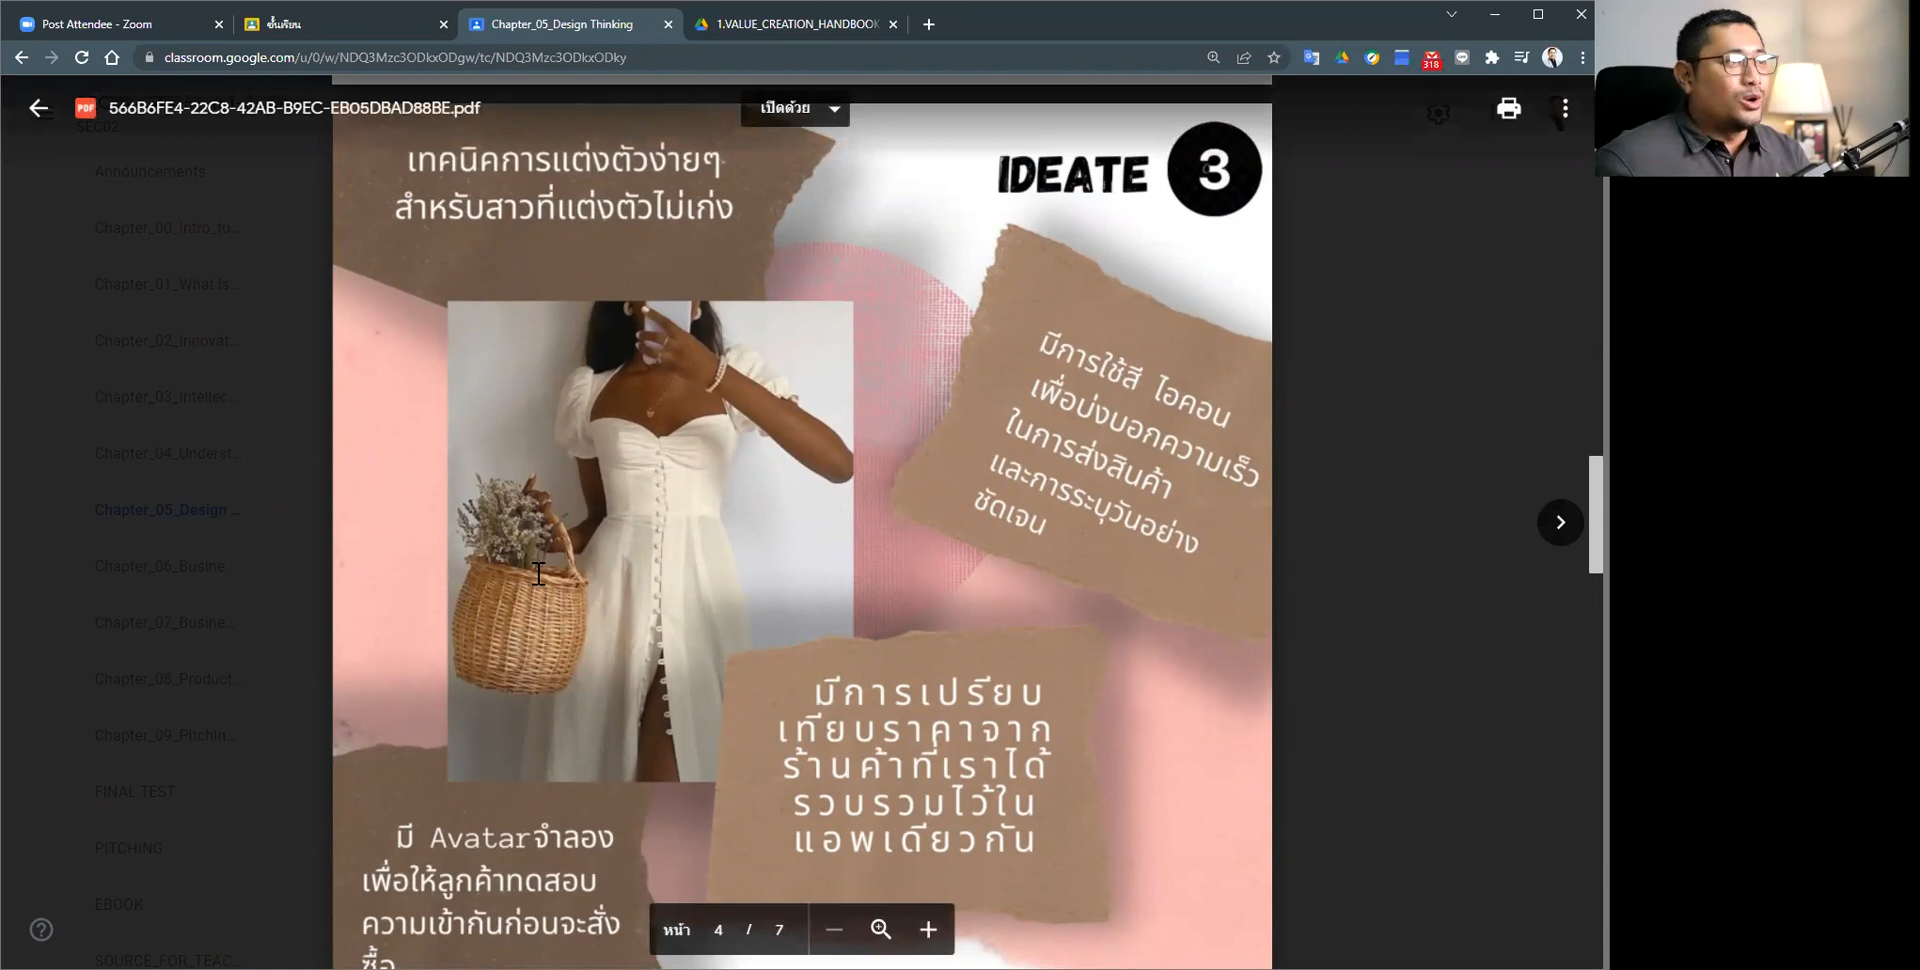 Post Attendee - Zoom
ชั้นเรียน
Chapter_05_Design Thinking
1.VALUE_CREATION_HANDBOOK
classroom.google.com/u/0/w/NDQ3Mzc3ODkxODgw/tc/NDQ3Mzc3ODkxODky
318
PDF
566B6FE4-22C8-42AB-B9EC-EB05DBAD88BE.pdf
เปิดด้วย
SEC02
Announcements
Chapter_00_Intro_to...
Chapter_01_What is...
Chapter_02_Innovat...
Chapter_03_Intellec...
Chapter_04_Underst...
Chapter_05_Design ...
Chapter_06_Busine
Chapter_07_Busine...
Chapter_08_Product...
Chapter_09_Pitchin...
FINAL TEST
PITCHING
EBOOK
SOURCE_FOR_TEAC...
เทคนิคการแต่งตัวง่ายๆ
สำหรับสาวที่แต่งตัวไม่เก่ง
IDEATE 3
มีการใช้สี ไอคอน
เพื่อบ่งบอกความเร็ว
ในการส่งสินค้า
และการระบุวันอย่าง
ชัดเจน
มีการเปรียบ
เทียบราคาจาก
ร้านค้าที่เราได้
รวบรวมไว้ใน
แอพเดียวกัน
มี Avatarจำลอง
เพื่อให้ลูกค้าทดสอบ
ความเข้ากันก่อนจะสั่ง
ซื้อ
หน้า 4 / 7